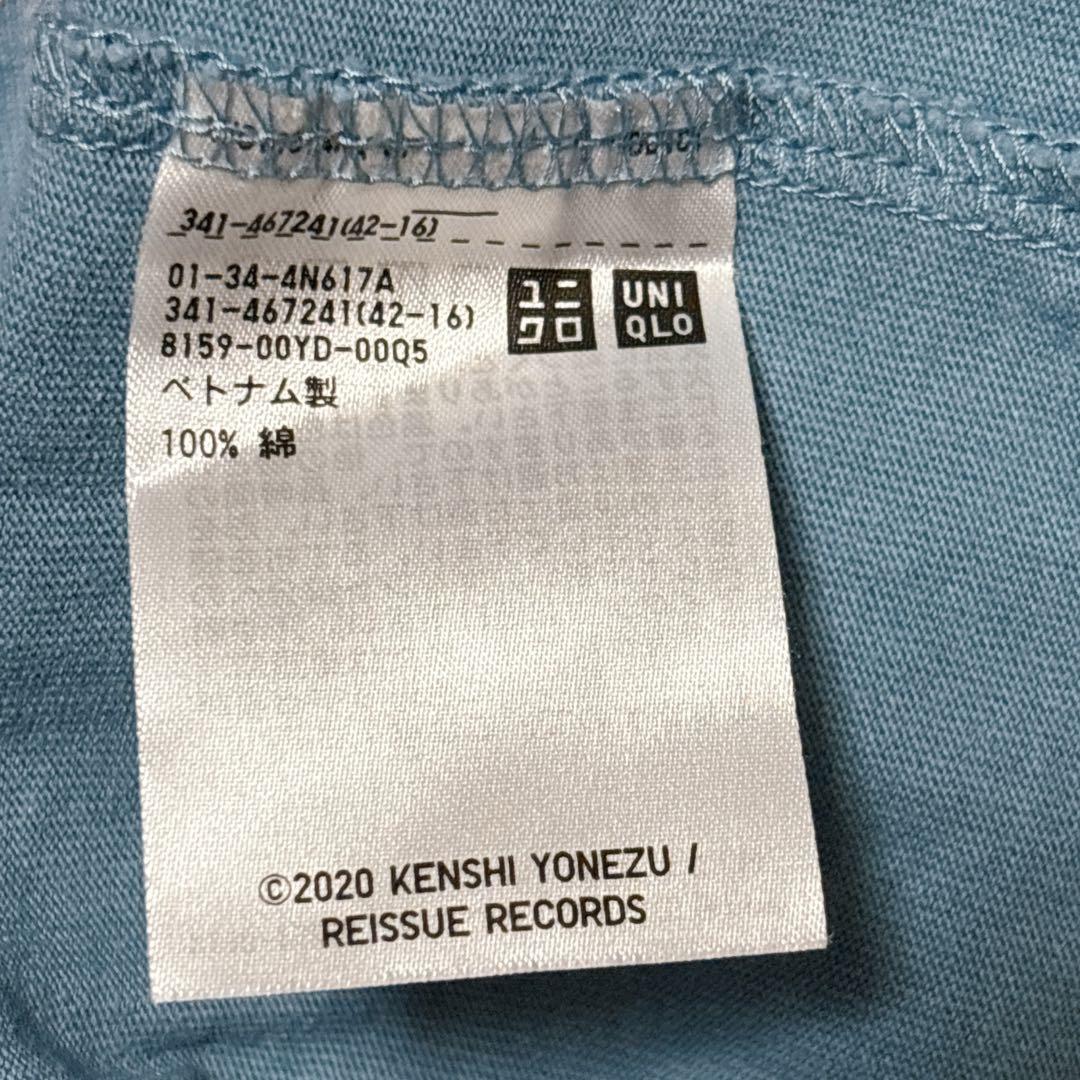 341-467241(42-16)
01-34-4N617A
341-467241(42-16)
8159-00YD-00Q5
ベトナム製
100% 綿
ユニ
クロ
UNI
QLO
©2020 KENSHI YONEZU /
REISSUE RECORDS